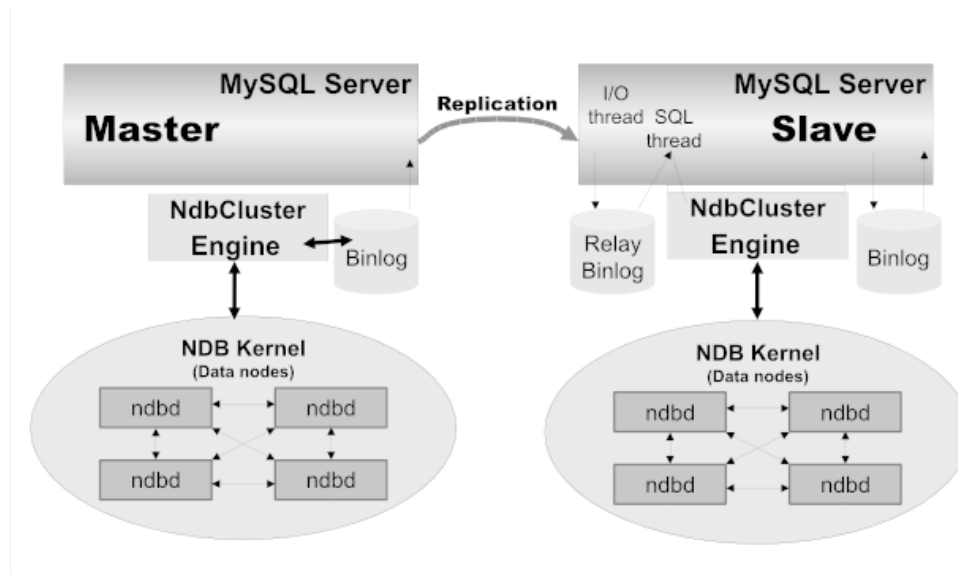 MySQL Server
Master
Replication
MySQL Server
I/O
thread
SQL
thread
Slave
NdbCluster
Engine
Binlog
Relay
Binlog
NdbCluster
Engine
Binlog
NDB Kernel
(Data nodes)
ndbd
ndbd
ndbd
ndbd
NDB Kernel
(Data nodes)
ndbd
ndbd
ndbd
ndbd